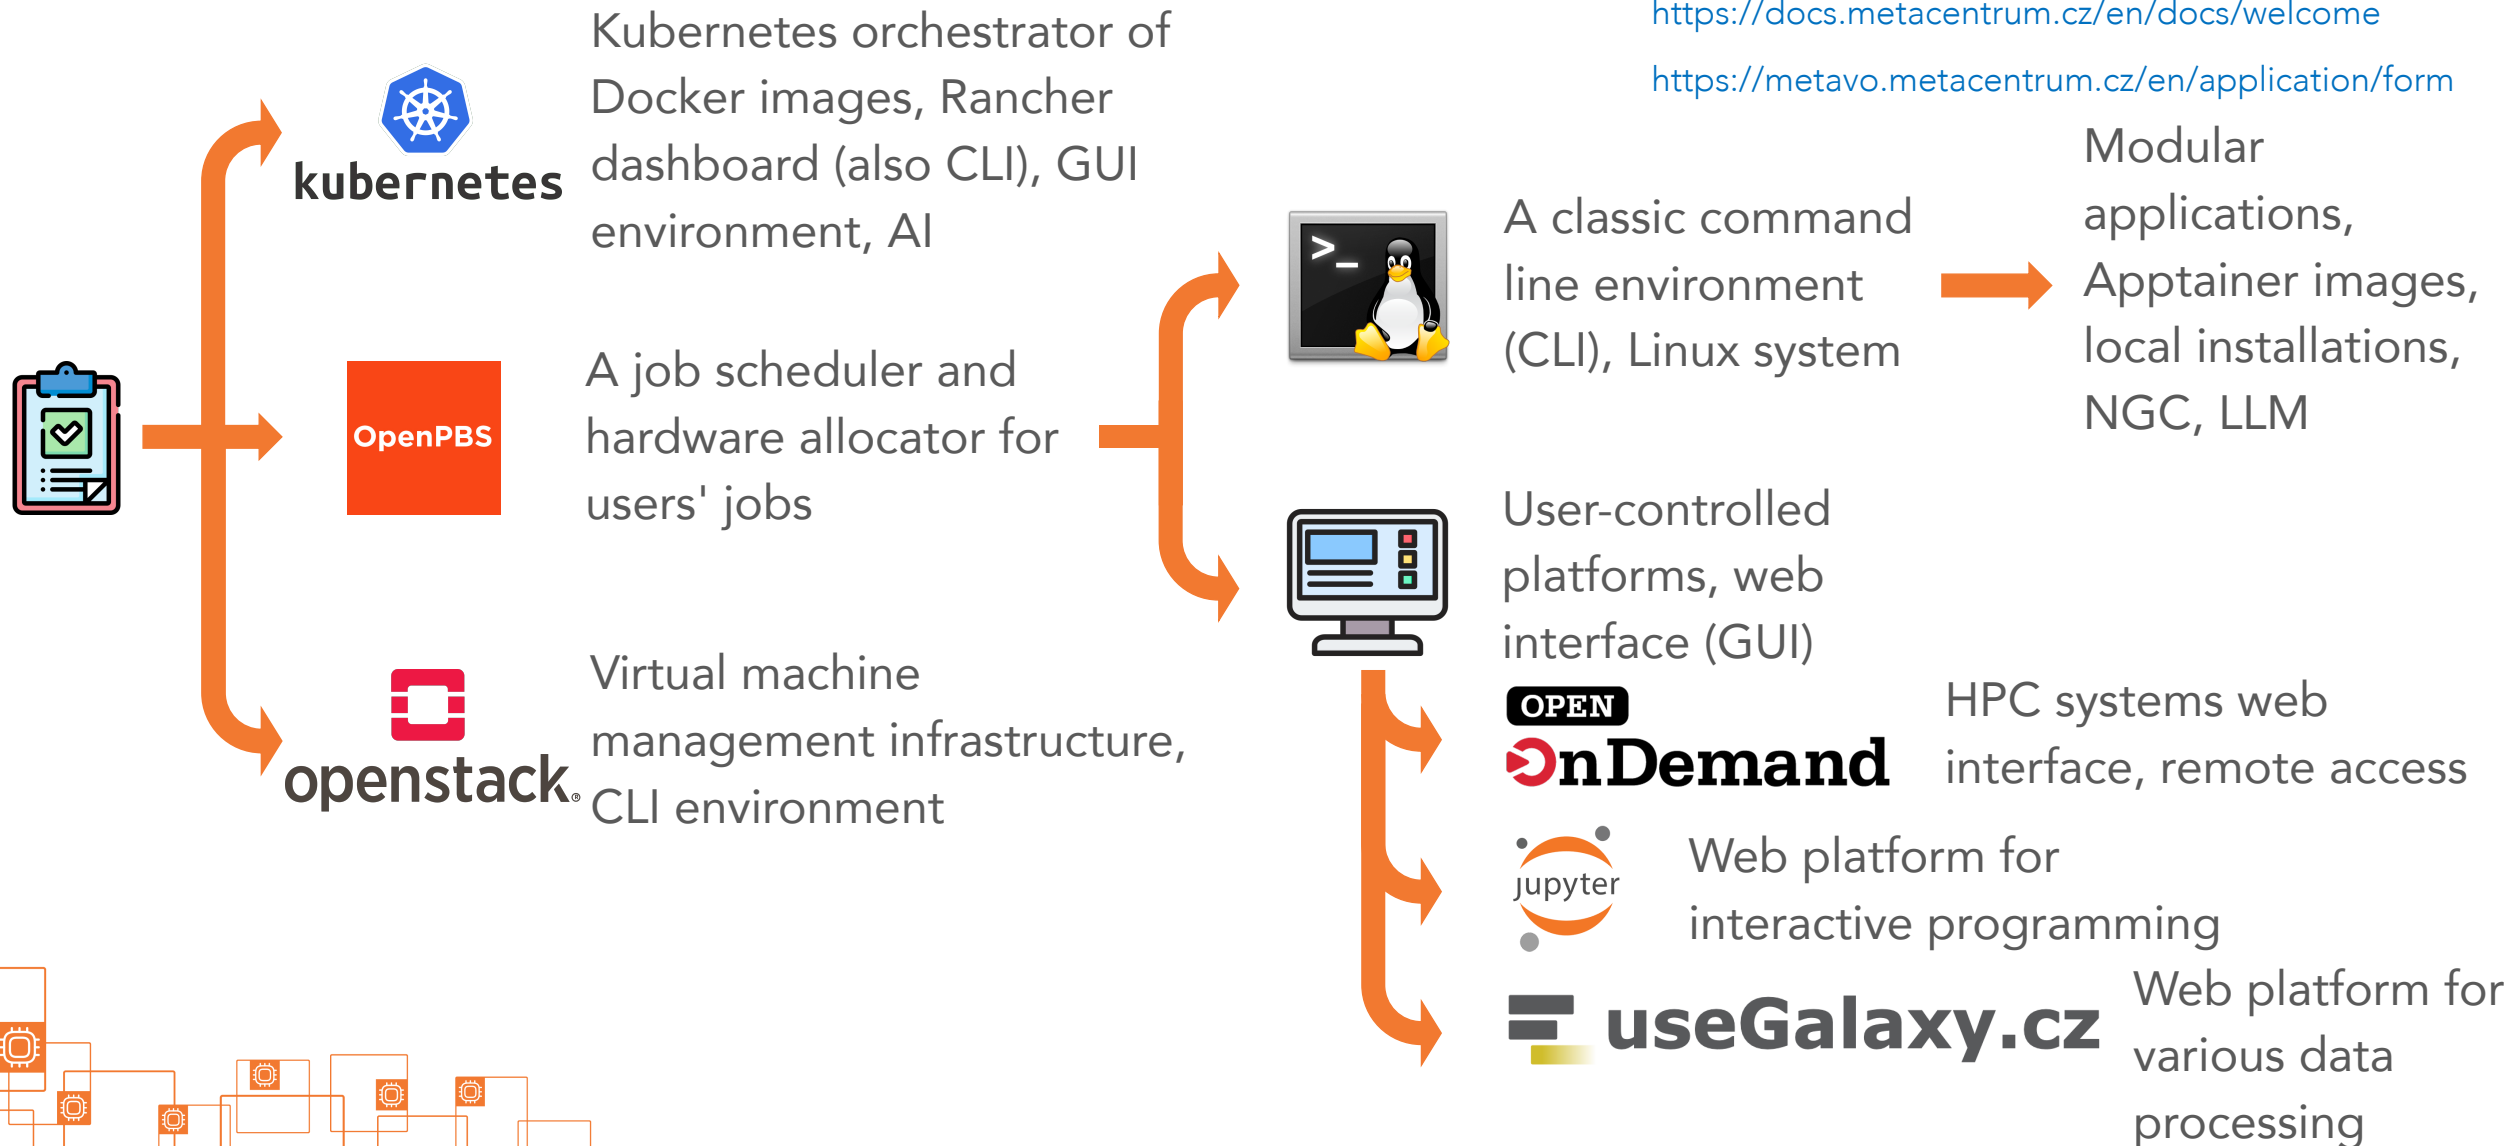 https://docs.metacentrum.cz/en/docs/welcome
https://metavo.metacentrum.cz/en/application/form
kubernetes
Kubernetes orchestrator of
Docker images, Rancher
dashboard (also CLI), GUI
environment, AI
OpenPBS
A job scheduler and
hardware allocator for
users' jobs
openstack®
Virtual machine
management infrastructure,
CLI environment
>_
A classic command
line environment
(CLI), Linux system
Modular
applications,
Apptainer images,
local installations,
NGC, LLM
User-controlled
platforms, web
interface (GUI)
OPEN
OnDemand
HPC systems web
interface, remote access
jupyter
Web platform for
interactive programming
useGalaxy.cz
Web platform for
various data
processing